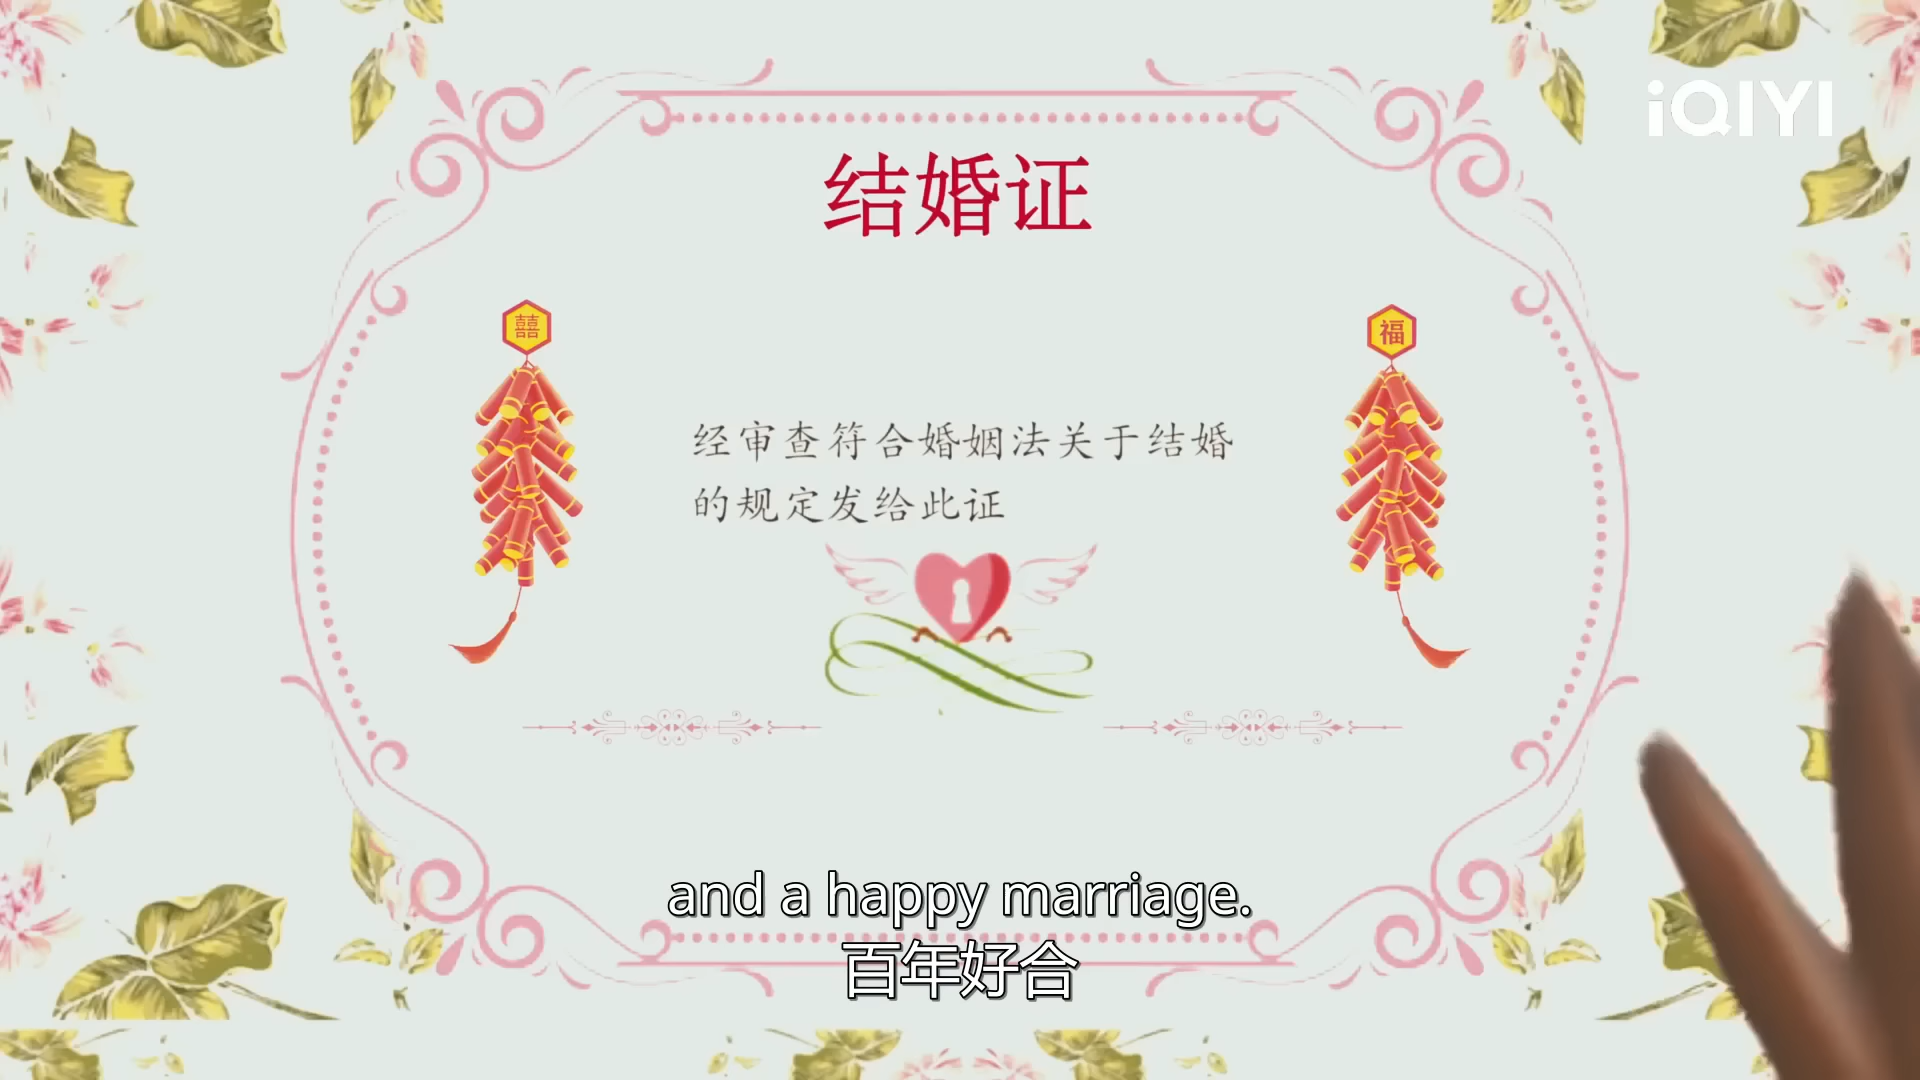 iQIYI
结婚证
囍
福
经审查符合婚姻法关于结婚
的规定发给此证
and a happy marriage.
百年好合